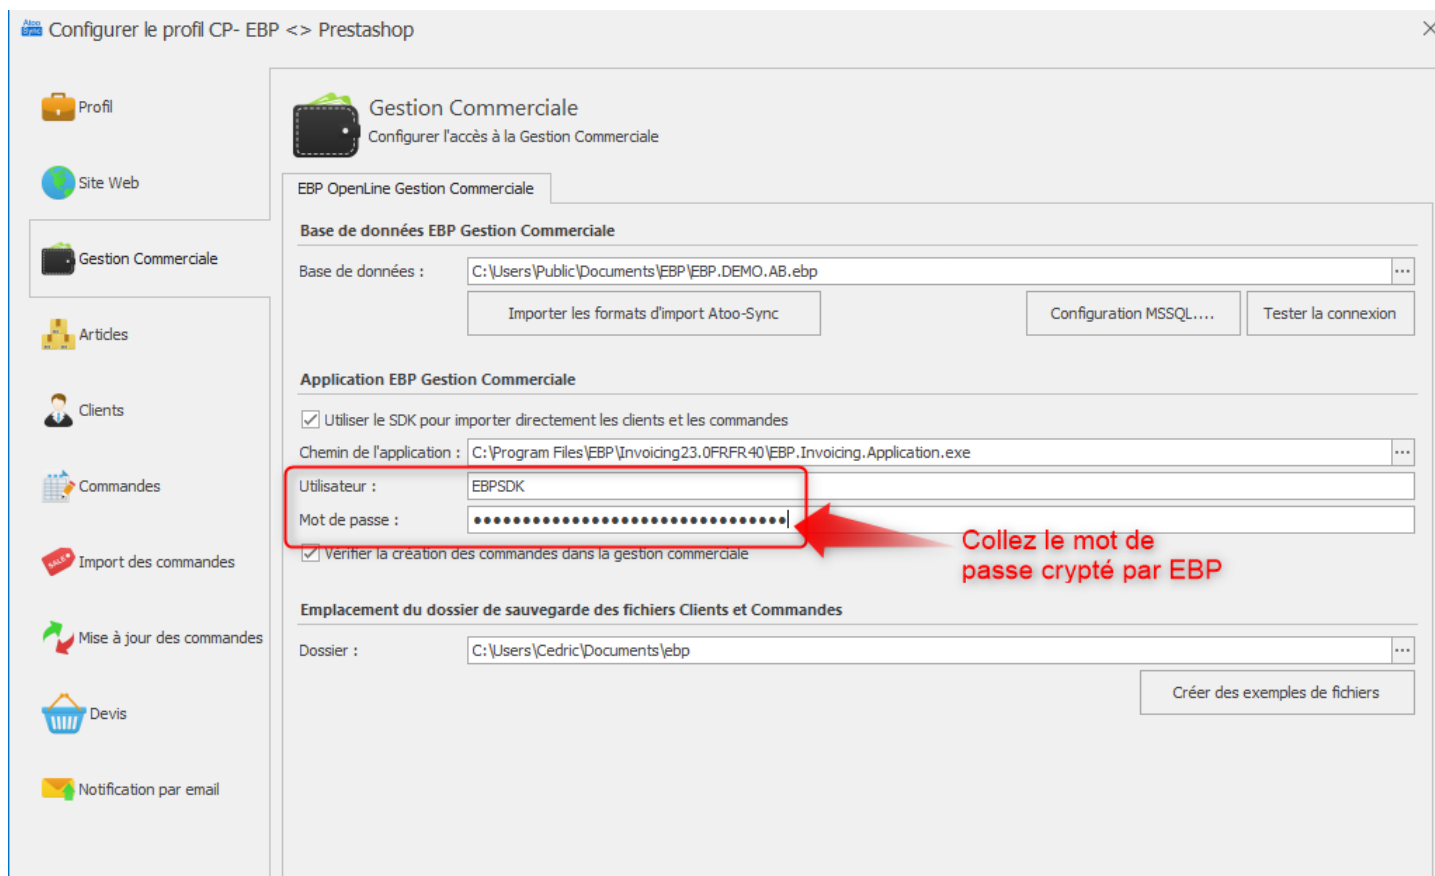 Atoo
Sync
Configurer le profil CP- EBP <> Prestashop
Profil
Site Web
Gestion Commerciale
Articles
Clients
Commandes
SALE
Import des commandes
Mise à jour des commandes
Devis
Notification par email
Gestion Commerciale
Configurer l'accès à la Gestion Commerciale
EBP OpenLine Gestion Commerciale
Base de données EBP Gestion Commerciale
Base de données : C:\Users\Public\Documents\EBP\EBP.DEMO.AB.ebp ...
Importer les formats d'import Atoo-Sync Configuration MSSQL.... Tester la connexion
Application EBP Gestion Commerciale
Utiliser le SDK pour importer directement les clients et les commandes
Chemin de l'application : C:\Program Files\EBP\Invoicing23.0FRFR40\EBP.Invoicing.Application.exe ...
Utilisateur : EBPSDK
Mot de passe : ●●●●●●●●●●●●●●●●●●●●●●●●●●●●●●●●
Collez le mot de
passe crypté par EBP
Vérifier la création des commandes dans la gestion commerciale
Emplacement du dossier de sauvegarde des fichiers Clients et Commandes
Dossier : C:\Users\Cedric\Documents\ebp ...
Créer des exemples de fichiers